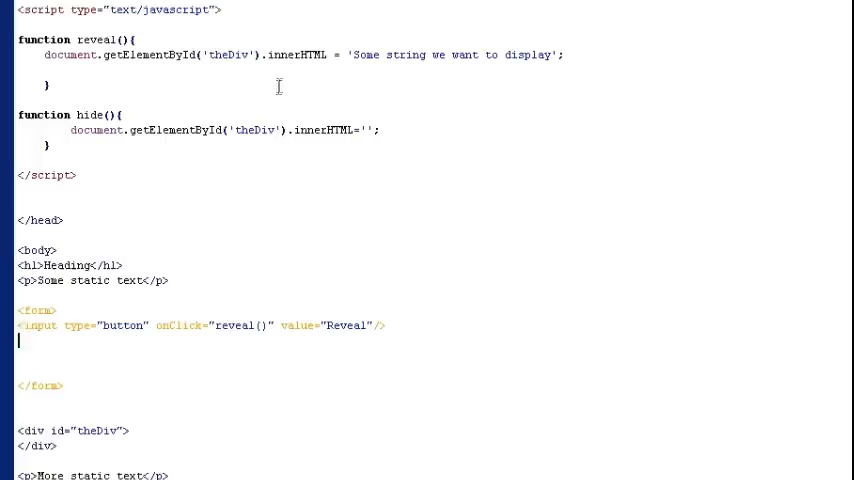 <script type="text/javascript">
function reveal(){
document.getElementById('theDiv').innerHTML = 'Some string we want to display';
}
function hide(){
document.getElementById('theDiv').innerHTML='';
}
</script>
</head>
<body>
<h1>Heading</h1>
<p>Some static text</p>
<form>
<input type="button" onClick="reveal()" value="Reveal"/>
</form>
<div id="theDiv">
</div>
<p>More static text</p>